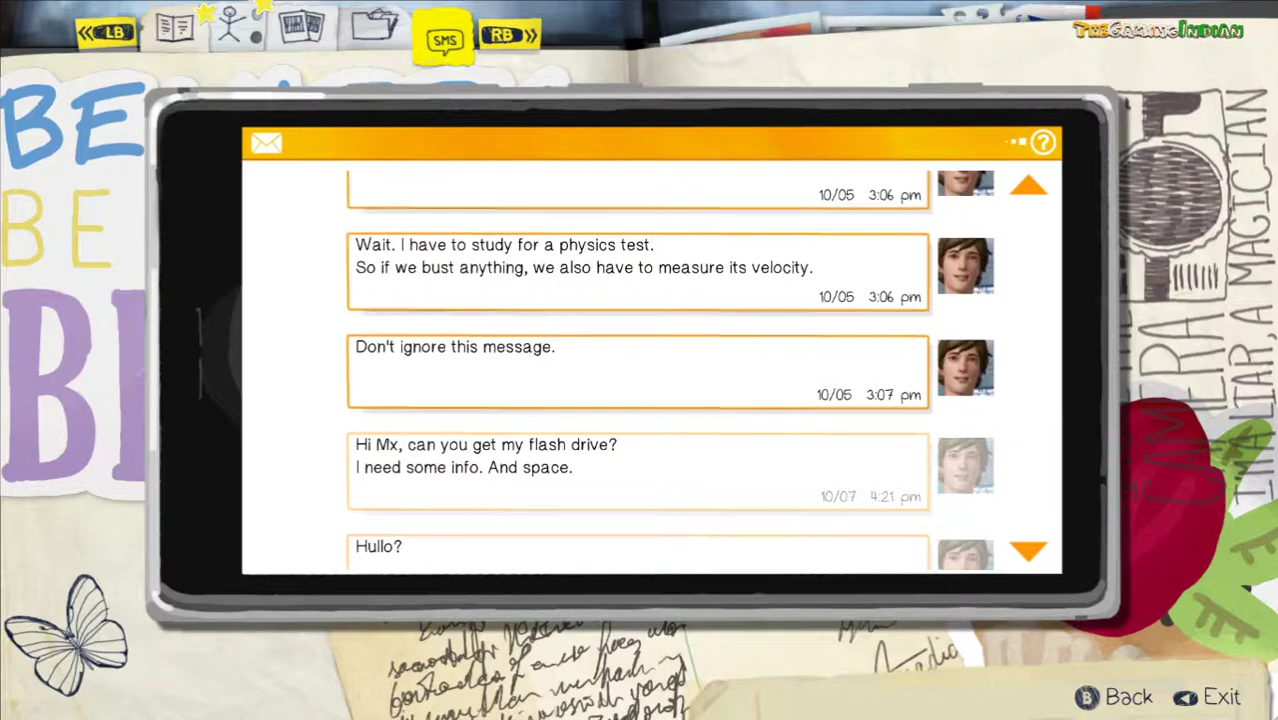 LB
SMS
RB
THEGAMINGINDIAN
BE
BE
10/05 3:06 pm
Wait. I have to study for a physics test.
So if we bust anything, we also have to measure its velocity.
10/05 3:06 pm
Don't ignore this message.
10/05 3:07 pm
Hi Mx, can you get my flash drive?
I need some info. And space.
10/07 4:21 pm
Hullo?
IMA LIAR, A MAGICIAN
B Back
Exit